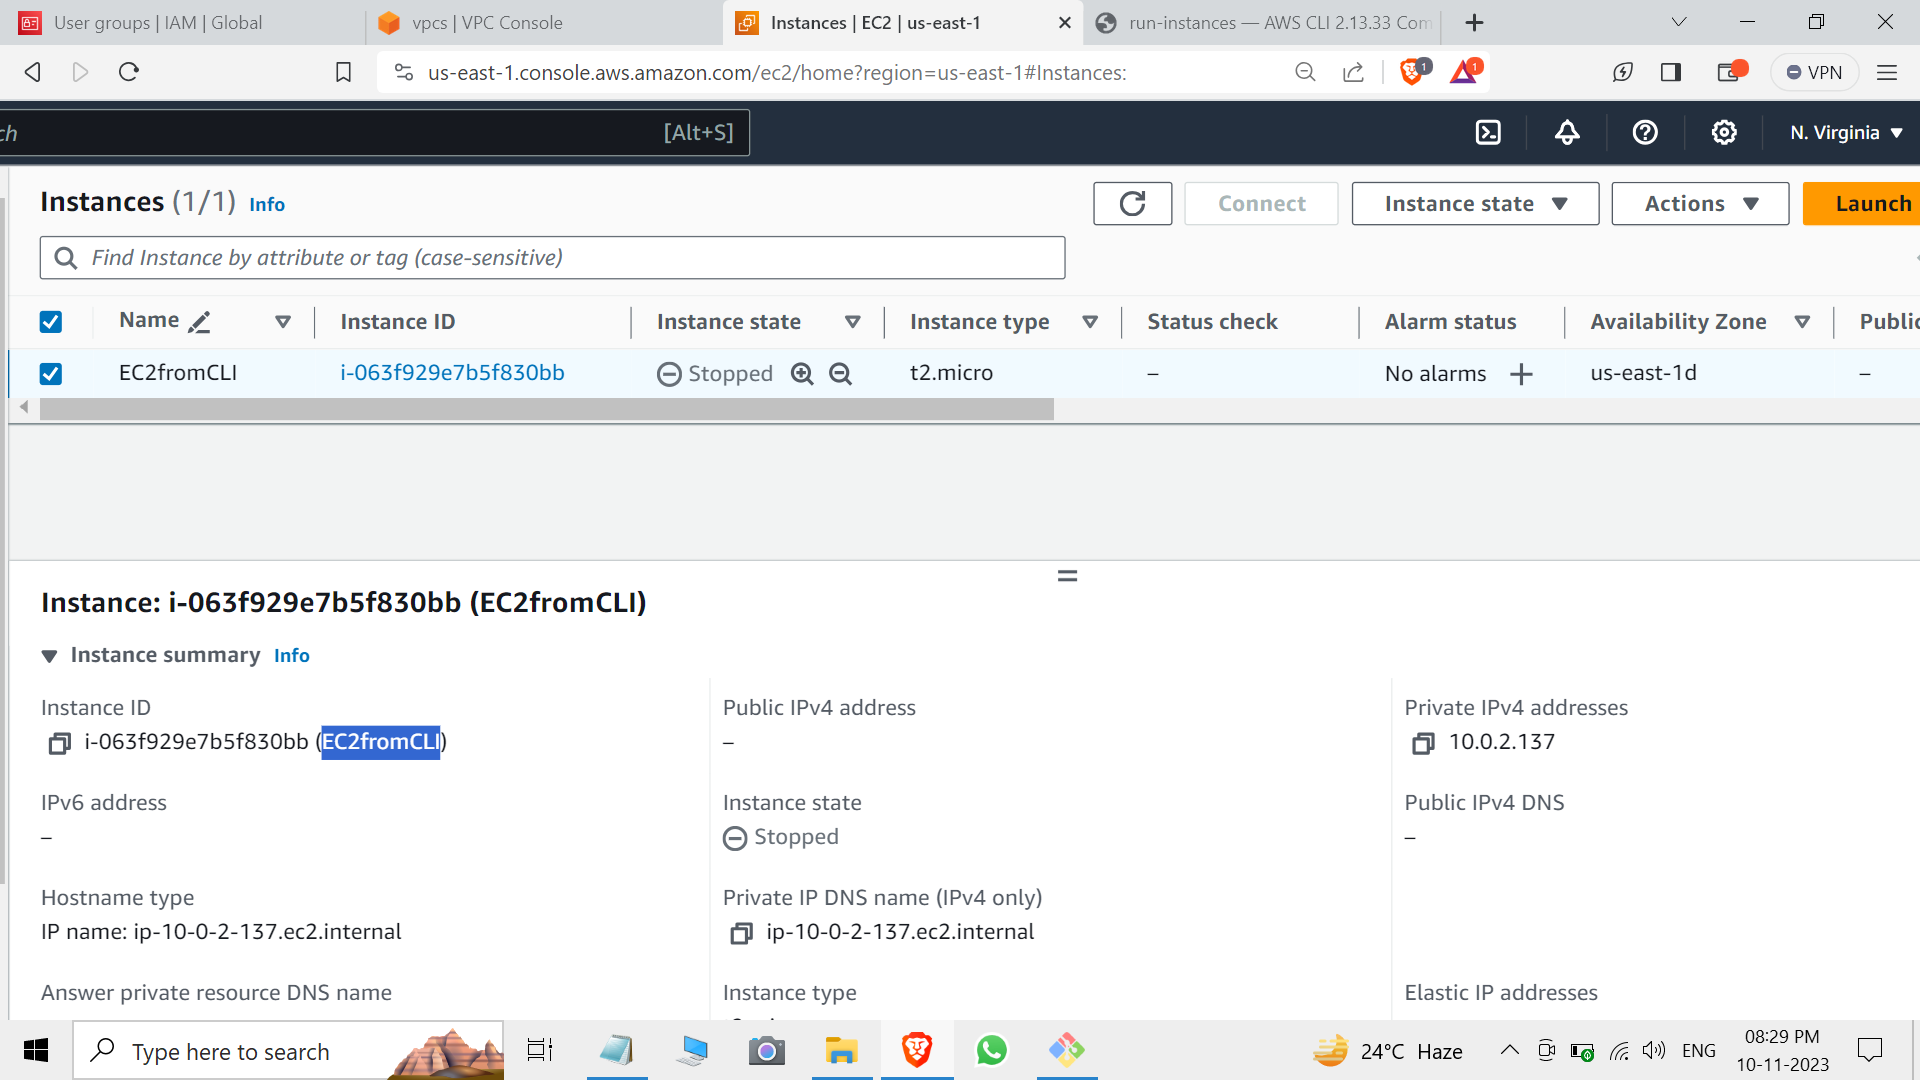 User groups | IAM | Global
vpcs | VPC Console
Instances | EC2 | us-east-1
run-instances — AWS CLI 2.13.33 Com
us-east-1.console.aws.amazon.com/ec2/home?region=us-east-1#Instances:
1
1
VPN
ch
[Alt+S]
N. Virginia
Instances (1/1) Info
Connect
Instance state
Actions
Launch
Find Instance by attribute or tag (case-sensitive)
Name
Instance ID
Instance state
Instance type
Status check
Alarm status
Availability Zone
Public
EC2fromCLI
i-063f929e7b5f830bb
Stopped
t2.micro
–
No alarms
us-east-1d
–
Instance: i-063f929e7b5f830bb (EC2fromCLI)
Instance summary Info
Instance ID
i-063f929e7b5f830bb (EC2fromCLI)
Public IPv4 address
–
Private IPv4 addresses
10.0.2.137
IPv6 address
–
Instance state
Stopped
Public IPv4 DNS
–
Hostname type
IP name: ip-10-0-2-137.ec2.internal
Private IP DNS name (IPv4 only)
ip-10-0-2-137.ec2.internal
Answer private resource DNS name
Instance type
Elastic IP addresses
Type here to search
24°C Haze
ENG
08:29 PM
10-11-2023